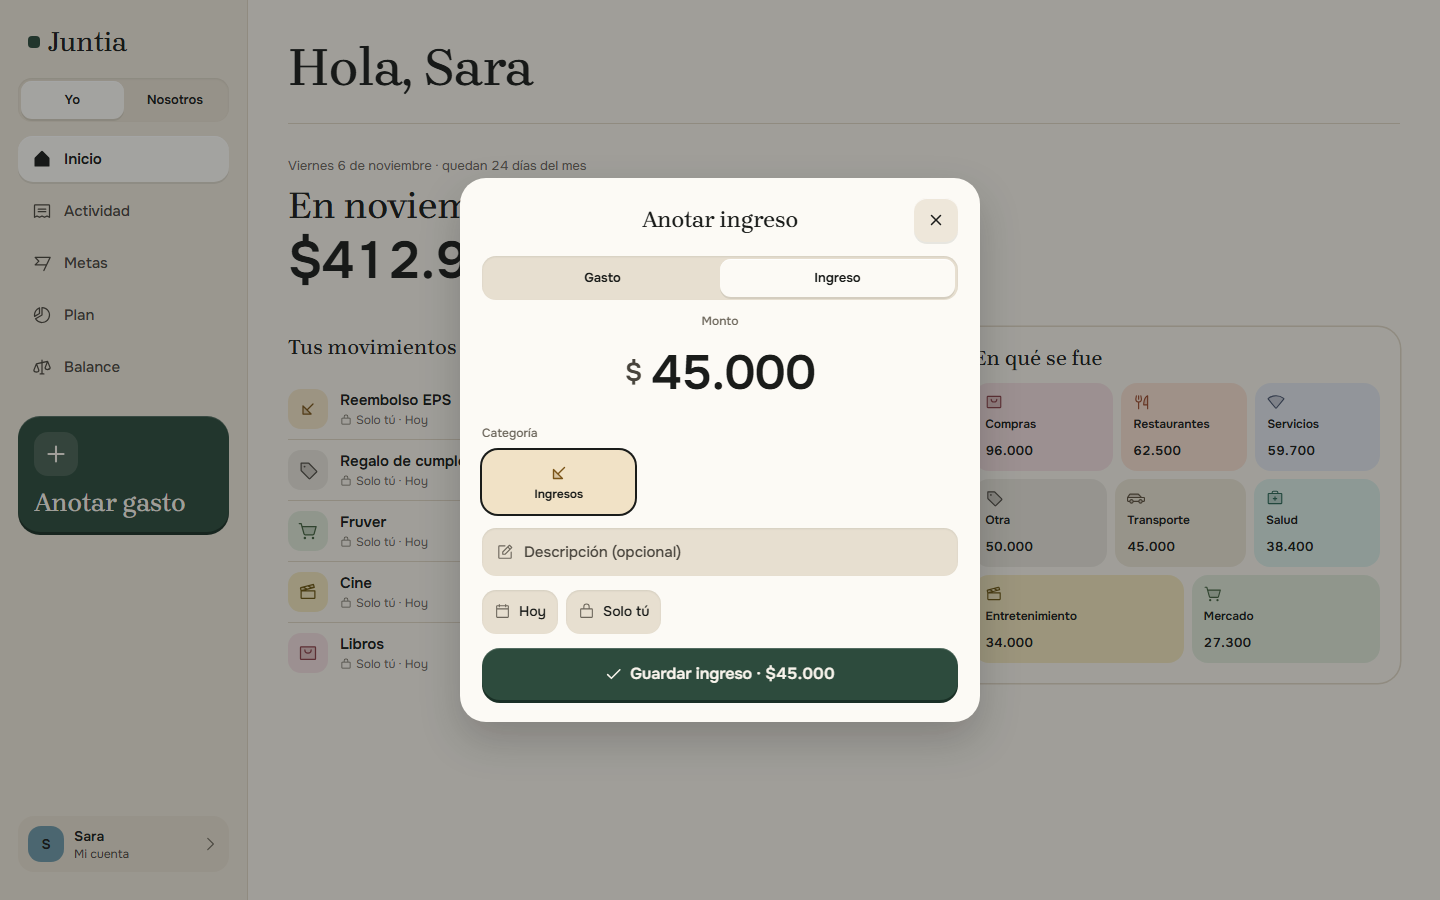 Juntia
Yo
Nosotros
Inicio
Actividad
Metas
Plan
Balance
Anotar gasto
S
Sara
Mi cuenta
Hola, Sara
Viernes 6 de noviembre · quedan 24 días del mes
En noviem
$412.9
Tus movimientos
Reembolso EPS
Solo tú · Hoy
Regalo de cumple
Solo tú · Hoy
Fruver
Solo tú · Hoy
Cine
Solo tú · Hoy
Libros
Solo tú · Hoy
Anotar ingreso
Gasto
Ingreso
Monto
$ 45.000
Categoría
Ingresos
Descripción (opcional)
Hoy
Solo tú
Guardar ingreso · $45.000
En qué se fue
Compras
96.000
Restaurantes
62.500
Servicios
59.700
Otra
50.000
Transporte
45.000
Salud
38.400
Entretenimiento
34.000
Mercado
27.300